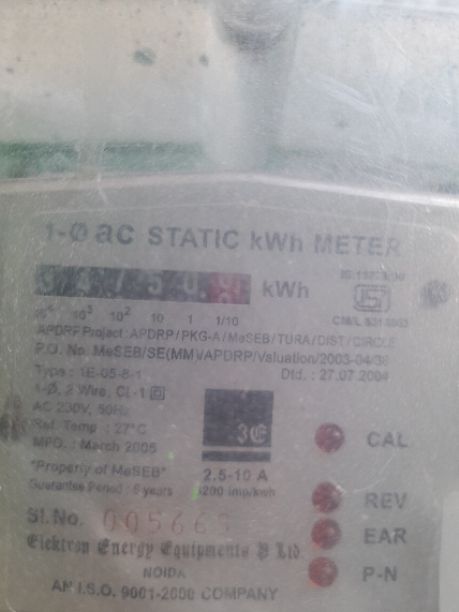 1-Ø ac STATIC kWh METER
kWh
10⁴ 10³ 10² 10 1 1/10
APDRP Project : APDRP/PKG-A/MeSEB/TURA/DIST/CIRCLE
P.O. No. MeSEB/SE(MM)/APDRP/Valuation/2003-04/38
Dtd. : 27.07.2004
1-Ø, 2 Wire, CL-1
AC 230V, 50Hz
Ref. Temp : 27°C
MFG. : March 2005
"Property of MeSEB"
2.5-10 A
Guarantee Period : 5 years
imp/kwh
CAL
REV
EAR
P-N
Sl.No.
Elektron Energy Equipments P Ltd.
NOIDA
AN I.S.O. 9001-2000 COMPANY